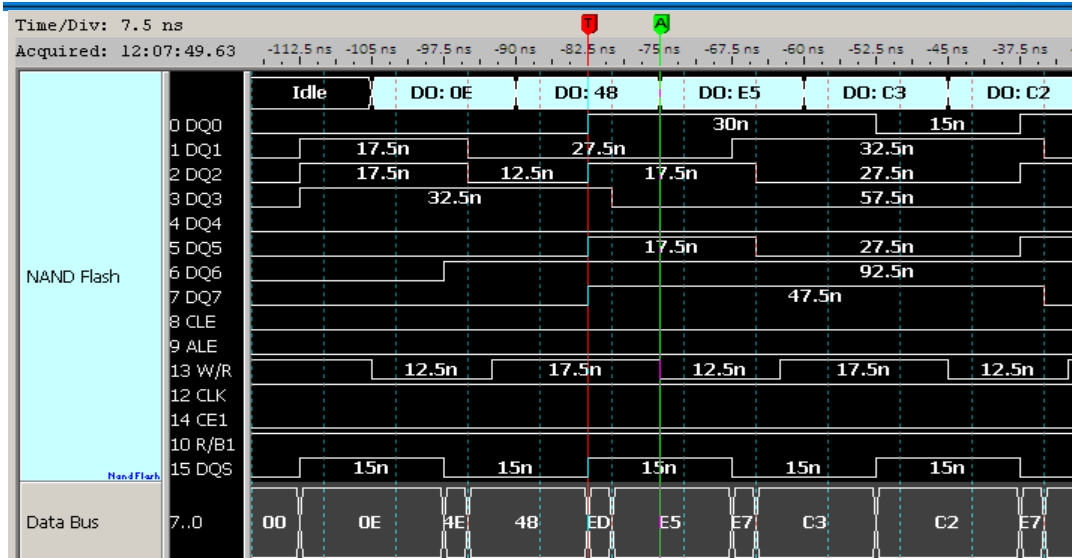 Time/Div: 7.5 ns
T A
Acquired: 12:07:49.63 -112.5 ns -105 ns -97.5 ns -90 ns -82.5 ns -75 ns -67.5 ns -60 ns -52.5 ns -45 ns -37.5 ns
Idle DO: 0E DO: 48 DO: E5 DO: C3 DO: C2
0 DQ0 30n 15n
1 DQ1 17.5n 27.5n 32.5n
2 DQ2 17.5n 12.5n 17.5n 27.5n
3 DQ3 32.5n 57.5n
4 DQ4
5 DQ5 17.5n 27.5n
NAND Flash 6 DQ6 92.5n
7 DQ7 47.5n
8 CLE
9 ALE
13 W/R 12.5n 17.5n 12.5n 17.5n 12.5n
12 CLK
14 CE1
10 R/B1
NandFlash 15 DQS 15n 15n 15n 15n 15n
Data Bus 7..0 00 0E 4E 48 ED E5 E7 C3 C2 E7